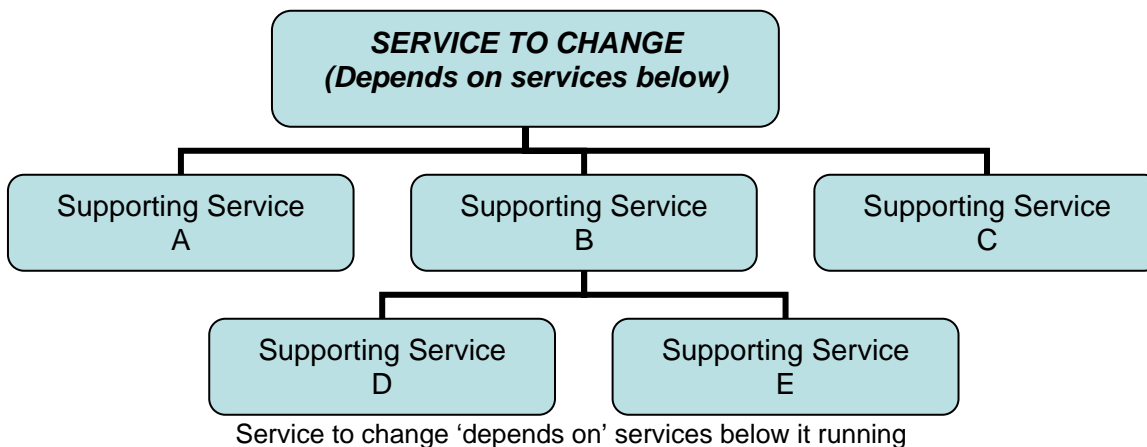 SERVICE TO CHANGE
(Depends on services below)
Supporting Service
A
Supporting Service
B
Supporting Service
C
Supporting Service
D
Supporting Service
E
Service to change ‘depends on’ services below it running